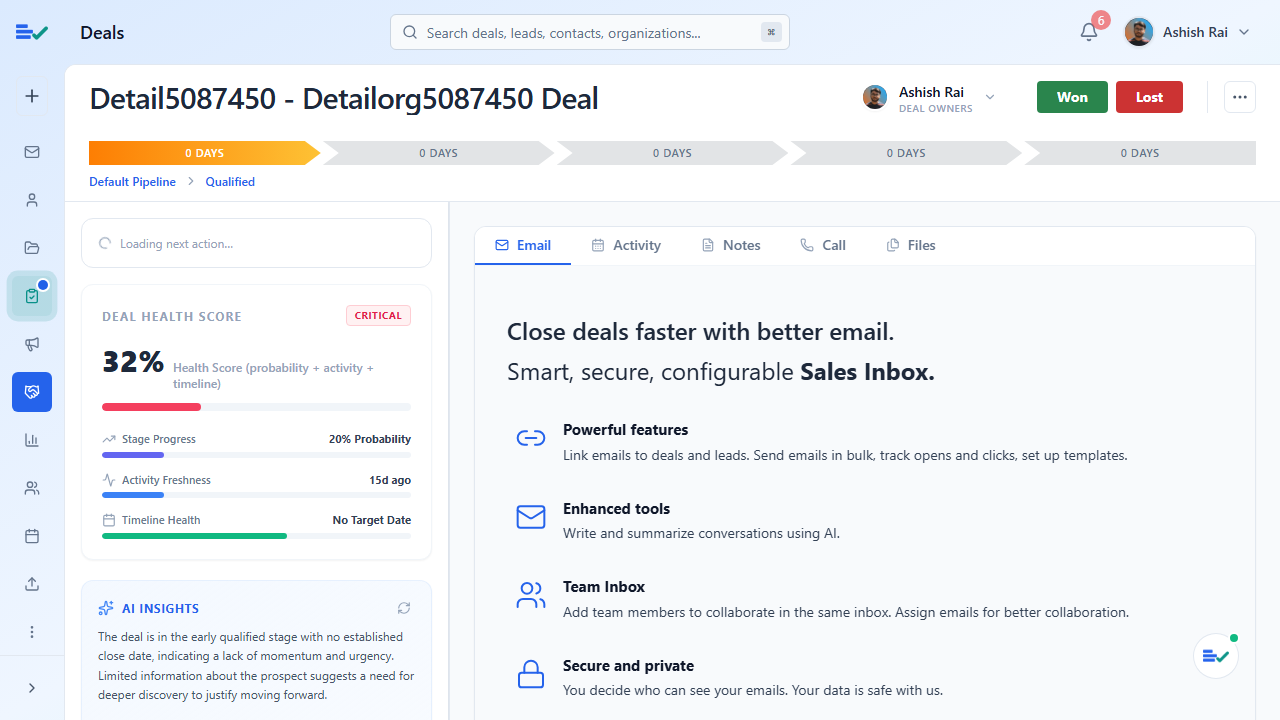 Deals
Search deals, leads, contacts, organizations...
⌘
6
Ashish Rai
Detail5087450 - Detailorg5087450 Deal
Ashish Rai
DEAL OWNERS
Won
Lost
0 DAYS
0 DAYS
0 DAYS
0 DAYS
0 DAYS
Default Pipeline
Qualified
Loading next action...
DEAL HEALTH SCORE
CRITICAL
32%
Health Score (probability + activity +
timeline)
Stage Progress
20% Probability
Activity Freshness
15d ago
Timeline Health
No Target Date
AI INSIGHTS
The deal is in the early qualified stage with no established
close date, indicating a lack of momentum and urgency.
Limited information about the prospect suggests a need for
deeper discovery to justify moving forward.
Email
Activity
Notes
Call
Files
Close deals faster with better email.
Smart, secure, configurable Sales Inbox.
Powerful features
Link emails to deals and leads. Send emails in bulk, track opens and clicks, set up templates.
Enhanced tools
Write and summarize conversations using AI.
Team Inbox
Add team members to collaborate in the same inbox. Assign emails for better collaboration.
Secure and private
You decide who can see your emails. Your data is safe with us.